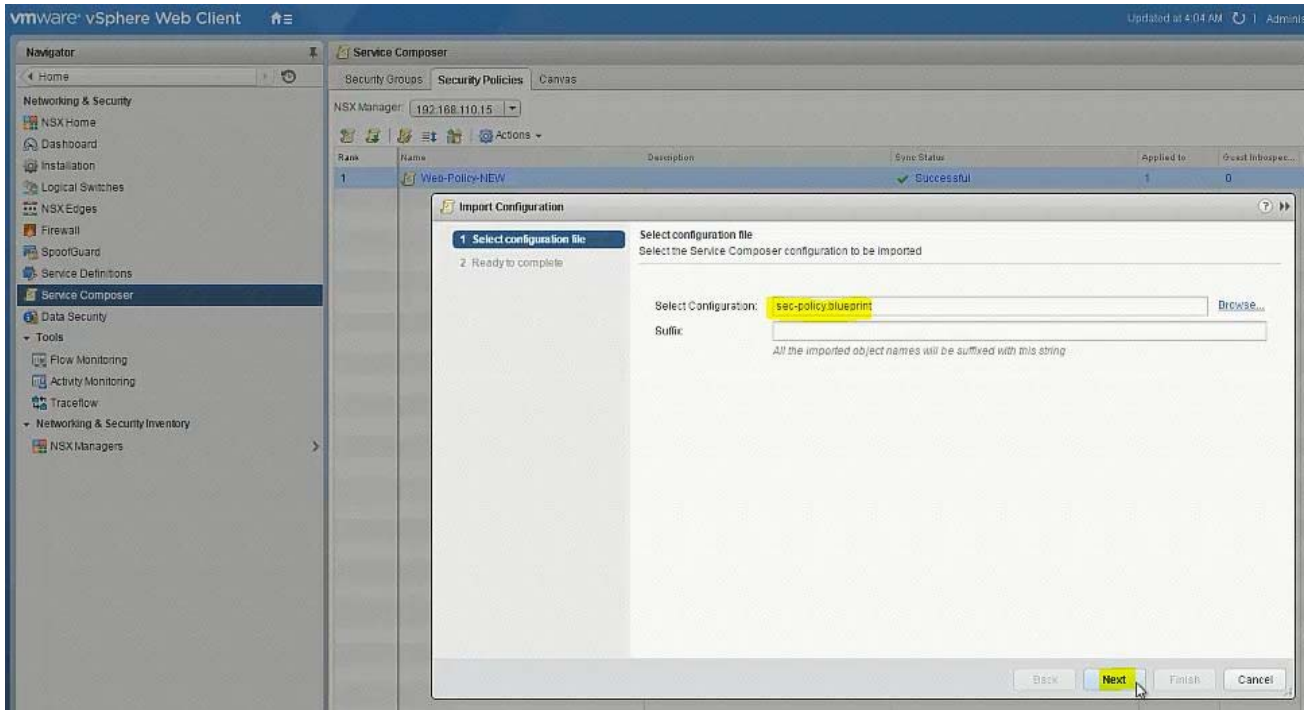 vmware® vSphere Web Client
Updated at 4:04 AM | Adminis
Navigator
Home
Networking & Security
NSX Home
Dashboard
Installation
Logical Switches
NSX Edges
Firewall
SpoofGuard
Service Definitions
Service Composer
Data Security
Tools
Flow Monitoring
Activity Monitoring
Traceflow
Networking & Security Inventory
NSX Managers
Service Composer
Security Groups Security Policies Canvas
NSX Manager: 192.168.110.15
Actions
Rank Name Description Sync Status Applied to Guest Introspec...
1 Web-Policy-NEW Successful 1 0
Import Configuration
1 Select configuration file
2 Ready to complete
Select configuration file
Select the Service Composer configuration to be imported
Select Configuration: sec-policy.blueprint Browse...
Suffix:
All the imported object names will be suffixed with this string
Back Next Finish Cancel